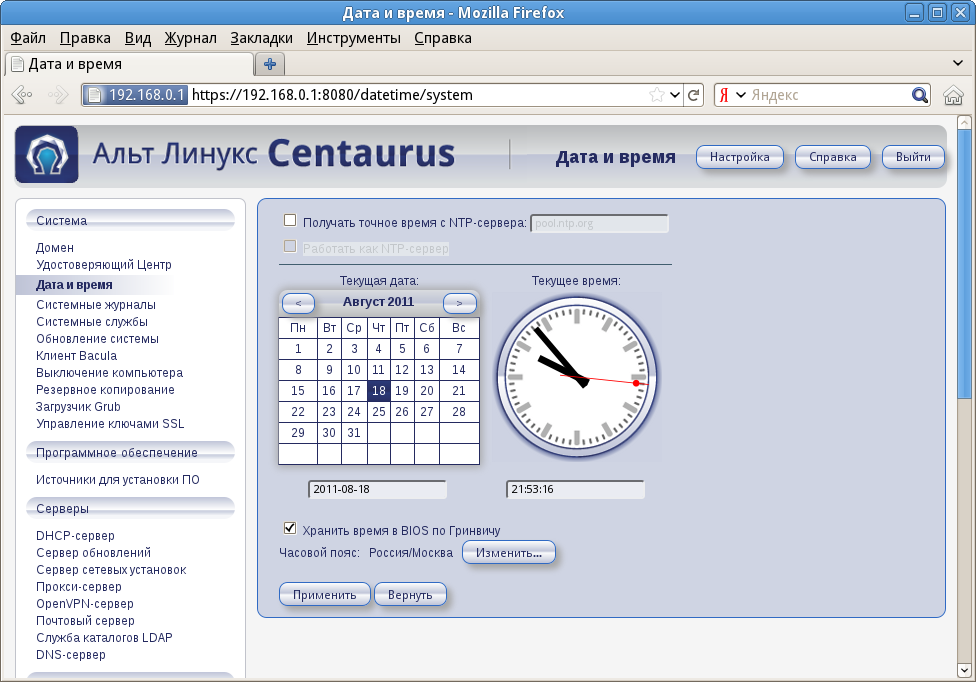 Дата и время - Mozilla Firefox
Файл Правка Вид Журнал Закладки Инструменты Справка
Дата и время
192.168.0.1 https://192.168.0.1:8080/datetime/system Я Яндекс
Альт Линукс Centaurus Дата и время Настройка Справка Выйти
Система
Домен
Удостоверяющий Центр
Дата и время
Системные журналы
Системные службы
Обновление системы
Клиент Bacula
Выключение компьютера
Резервное копирование
Загрузчик Grub
Управление ключами SSL
Программное обеспечение
Источники для установки ПО
Серверы
DHCP-сервер
Сервер обновлений
Сервер сетевых установок
Прокси-сервер
OpenVPN-сервер
Почтовый сервер
Служба каталогов LDAP
DNS-сервер
Получать точное время с NTP-сервера: pool.ntp.org
Работать как NTP-сервер
Текущая дата: Текущее время:
< Август 2011 >
Пн Вт Ср Чт Пт Сб Вс
1 2 3 4 5 6 7
8 9 10 11 12 13 14
15 16 17 18 19 20 21
22 23 24 25 26 27 28
29 30 31
2011-08-18 21:53:16
Хранить время в BIOS по Гринвичу
Часовой пояс: Россия/Москва Изменить...
Применить Вернуть